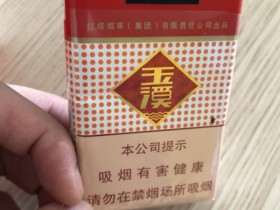 红塔烟草（集团）有限责任公司出品
玉溪
本公司提示
吸烟有害健康
请勿在禁烟场所吸烟